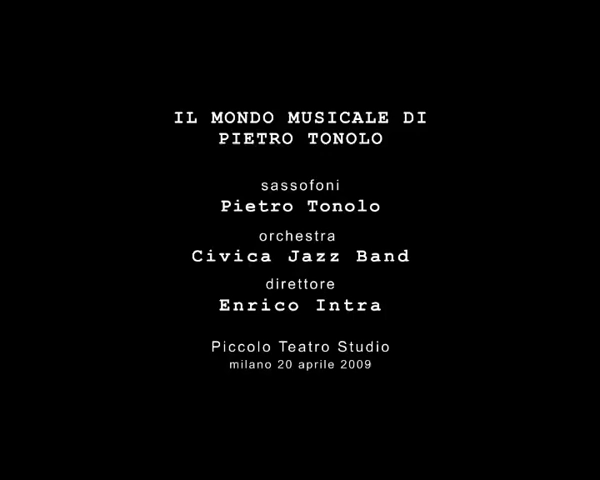 IL MONDO MUSICALE DI
PIETRO TONOLO
sassofoni
Pietro Tonolo
orchestra
Civica Jazz Band
direttore
Enrico Intra
Piccolo Teatro Studio
milano 20 aprile 2009